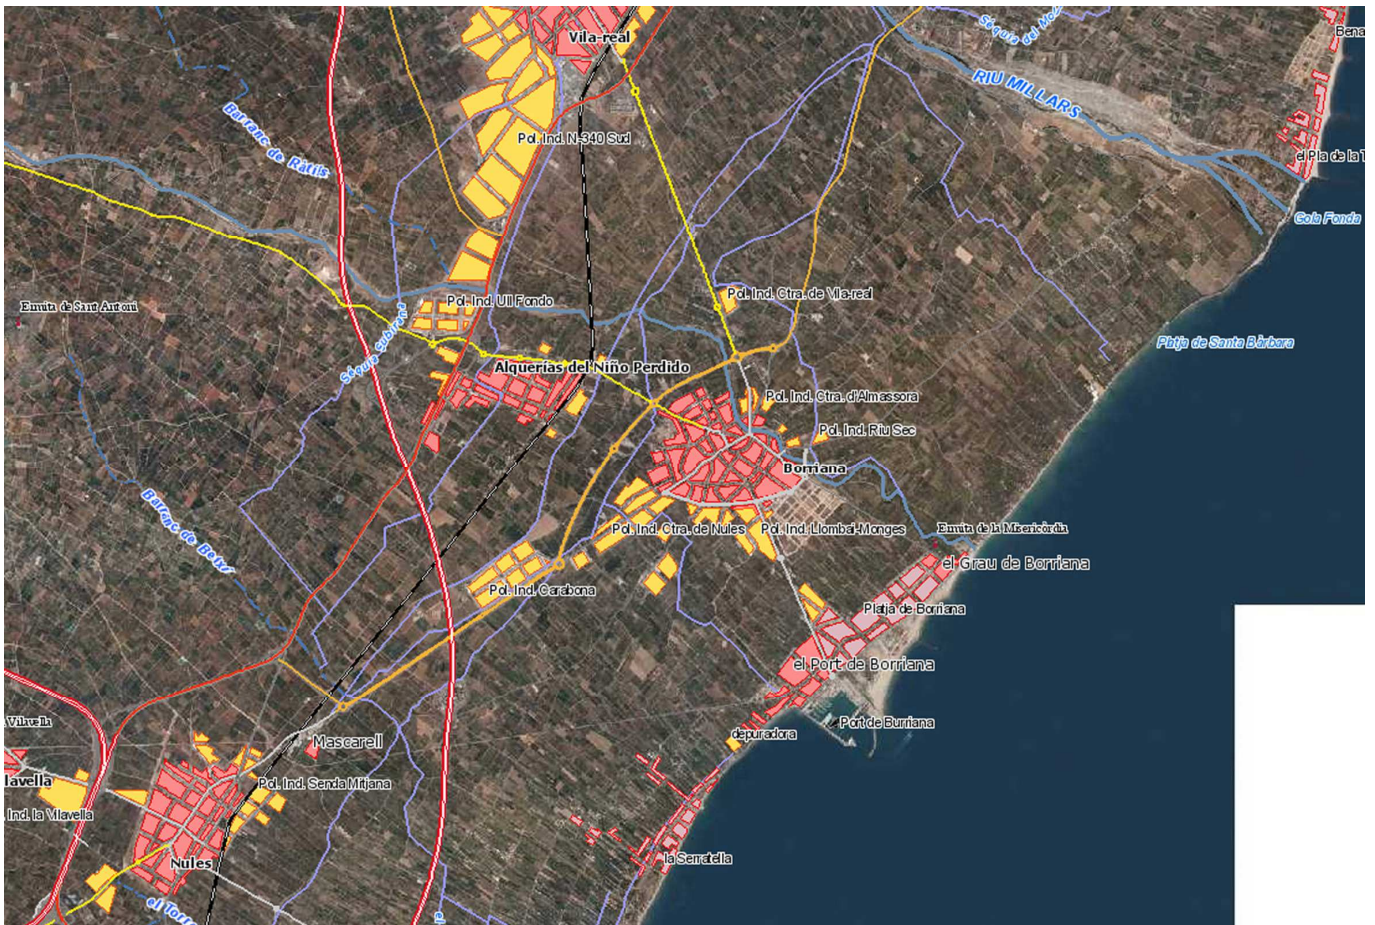 Vila-real
Séquia del Mo
Bena
RIU MILLARS
Barranc de Ràtils
Pol. Ind. N-340 Sud
el Pla de la T
Gola Fonda
Ermita de Sant Antoni
Pol. Ind. Ull Fondo
Pol. Ind. Ctra. de Vila-real
Séquia subirana
Platja de Santa Bàrbara
Alquerías del Niño Perdido
Pol. Ind. Ctra. d'Almassora
Pol. Ind. Riu Sec
Borriana
Barranc de Betxí
Pol. Ind. Ctra. de Nules
Pol. Ind. Llombai-Monges
Ermita de la Misericòrdia
el Grau de Borriana
Pol. Ind. Carabona
Platja de Borriana
el Port de Borriana
Vilavella
Port de Burriana
depuradora
Mascarell
lavella
Pol. Ind. Senda Mitjana
. Ind. la Vilavella
Nules
la Serratella
el Torre
el